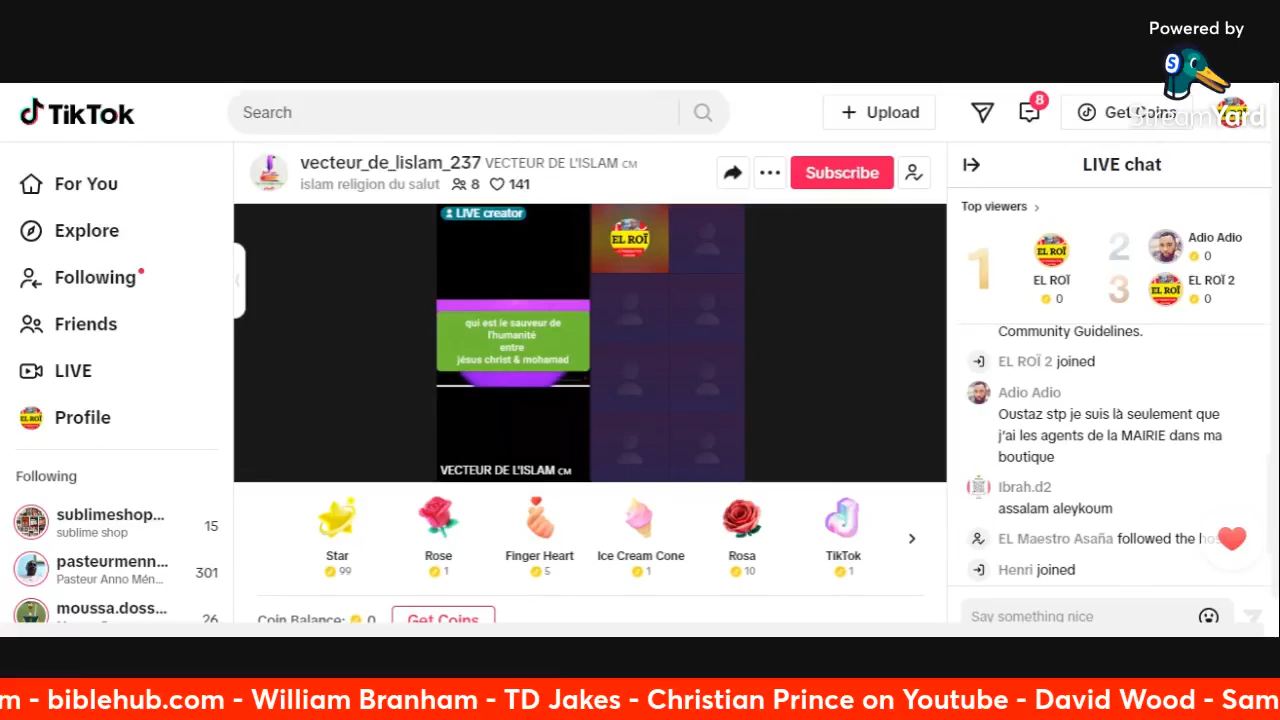 Powered by
StreamYard
TikTok
Search
Upload
8
Get Coins
For You
Explore
Following
Friends
LIVE
Profile
Following
sublimeshop...
sublime shop
15
pasteurmenn...
Pasteur Anno Mén...
301
moussa.doss...
26
vecteur_de_lislam_237 VECTEUR DE L'ISLAM CM
islam religion du salut 8 141
Subscribe
LIVE creator
EL ROÏ
qui est le sauveur de
l'humanité
entre
jésus christ & mohamad
VECTEUR DE L'ISLAM CM
Star
99
Rose
1
Finger Heart
5
Ice Cream Cone
1
Rosa
10
TikTok
1
Coin Balance: 0 Get Coins
LIVE chat
Top viewers
1
EL ROÏ
EL ROÏ
0
2
Adio Adio
0
3
EL ROÏ
EL ROÏ 2
0
Community Guidelines.
EL ROÏ 2 joined
Adio Adio
Oustaz stp je suis là seulement que
j'ai les agents de la MAIRIE dans ma
boutique
Ibrah.d2
assalam aleykoum
EL Maestro Asaña followed the
Henri joined
Say something nice
m - biblehub.com - William Branham - TD Jakes - Christian Prince on Youtube - David Wood - Sam